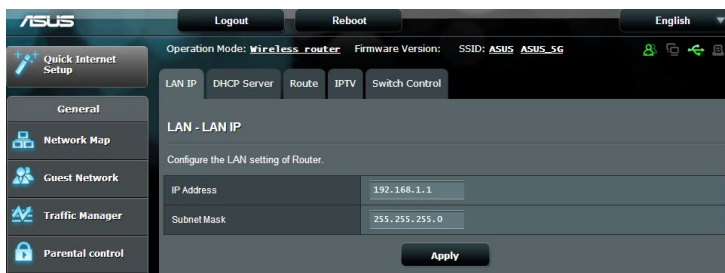 ASUS Logout Reboot English
Operation Mode: Wireless router Firmware Version: SSID: ASUS ASUS_5G
Quick Internet
Setup
General
Network Map
Guest Network
Traffic Manager
Parental control
LAN IP DHCP Server Route IPTV Switch Control
LAN - LAN IP
Configure the LAN setting of Router.
IP Address 192.168.1.1
Subnet Mask 255.255.255.0
Apply